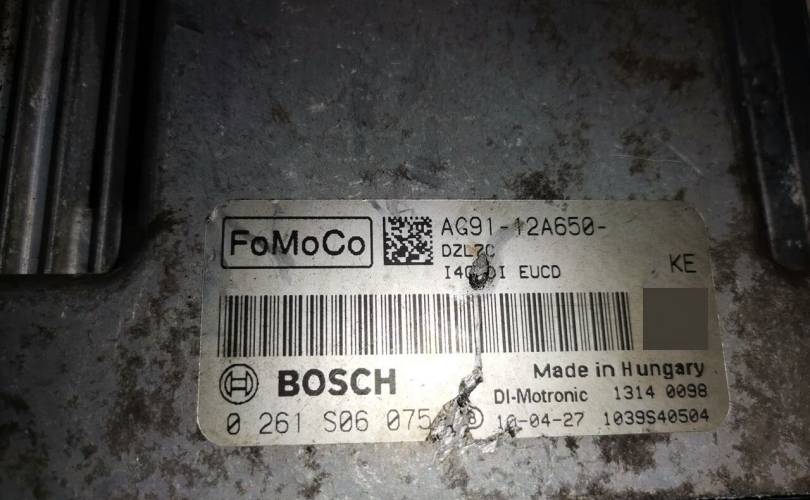 FoMoCo
AG91-12A650-
DZL7C
EUCD
KE
Made in Hungary
BOSCH
DI-Motronic 1314 0098
0 261 S06 075
10-04-27 1039S40504